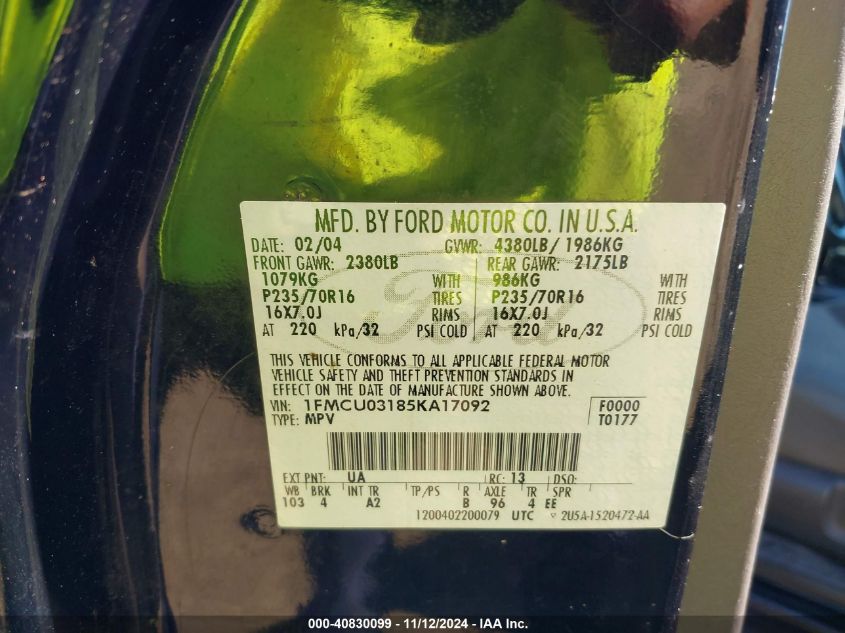 MFD. BY FORD MOTOR CO. IN U.S.A.
DATE: 02/04 GVWR: 4380LB/ 1986KG
FRONT GAWR: 2380LB REAR GAWR: 2175LB
1079KG WITH 986KG WITH
P235/70R16 TIRES P235/70R16 TIRES
16X7.0J RIMS 16X7.0J RIMS
AT 220 kPa/32 PSI COLD AT 220 kPa/32 PSI COLD
THIS VEHICLE CONFORMS TO ALL APPLICABLE FEDERAL MOTOR
VEHICLE SAFETY AND THEFT PREVENTION STANDARDS IN
EFFECT ON THE DATE OF MANUFACTURE SHOWN ABOVE.
VIN: 1FMCU03185KA17092 F0000
TYPE: MPV T0177
EXT PNT: UA RC: 13 DSO:
WB BRK INT TR TP/PS R AXLE TR SPR
103 4 A2 B 96 4 EE
1200402200079 UTC 2U5A-1520472-AA
Ford
000-40830099 - 11/12/2024 - IAA Inc.